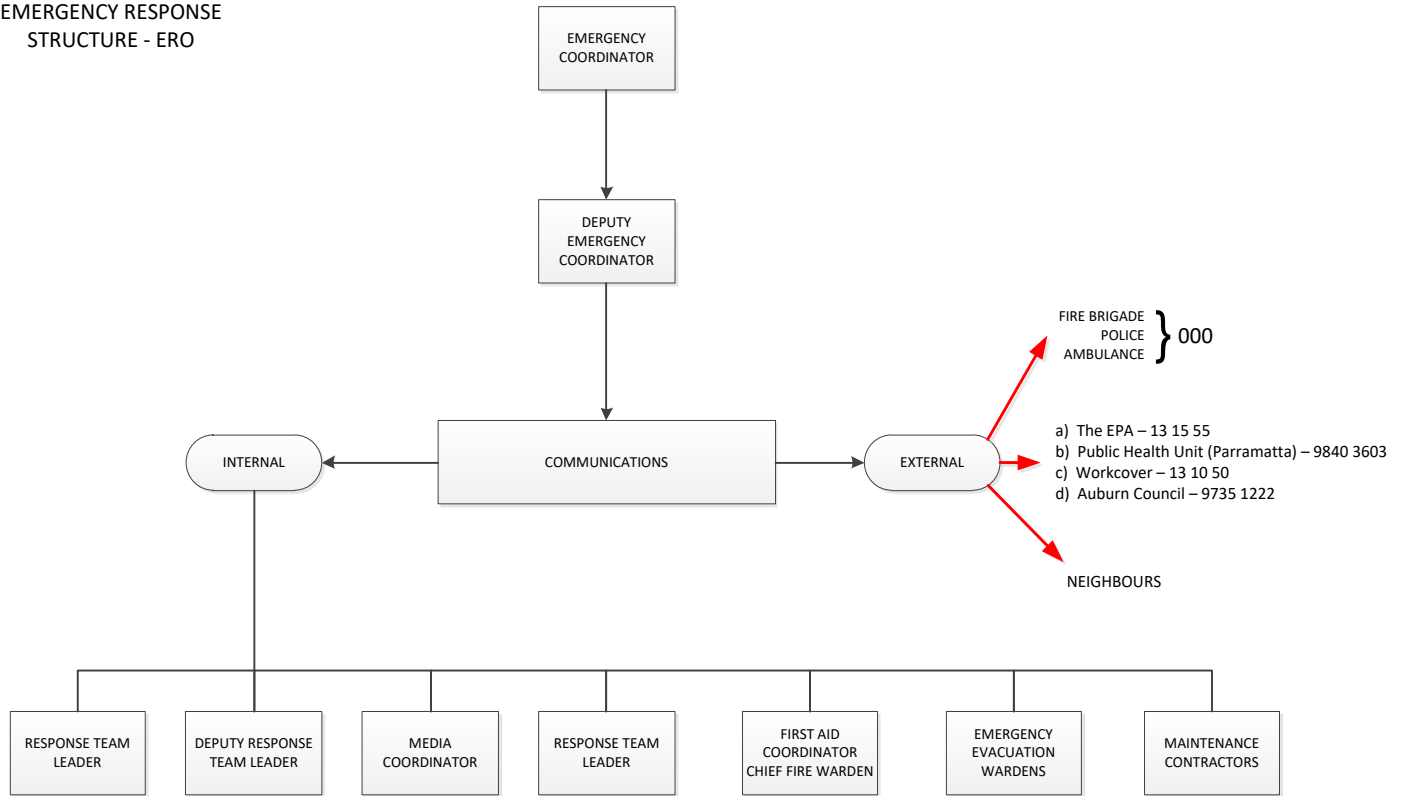 EMERGENCY RESPONSE
STRUCTURE - ERO
EMERGENCY
COORDINATOR
DEPUTY
EMERGENCY
COORDINATOR
FIRE BRIGADE
POLICE
AMBULANCE
} 000
INTERNAL
COMMUNICATIONS
EXTERNAL
a) The EPA – 13 15 55
b) Public Health Unit (Parramatta) – 9840 3603
c) Workcover – 13 10 50
d) Auburn Council – 9735 1222
NEIGHBOURS
RESPONSE TEAM
LEADER
DEPUTY RESPONSE
TEAM LEADER
MEDIA
COORDINATOR
RESPONSE TEAM
LEADER
FIRST AID
COORDINATOR
CHIEF FIRE WARDEN
EMERGENCY
EVACUATION
WARDENS
MAINTENANCE
CONTRACTORS